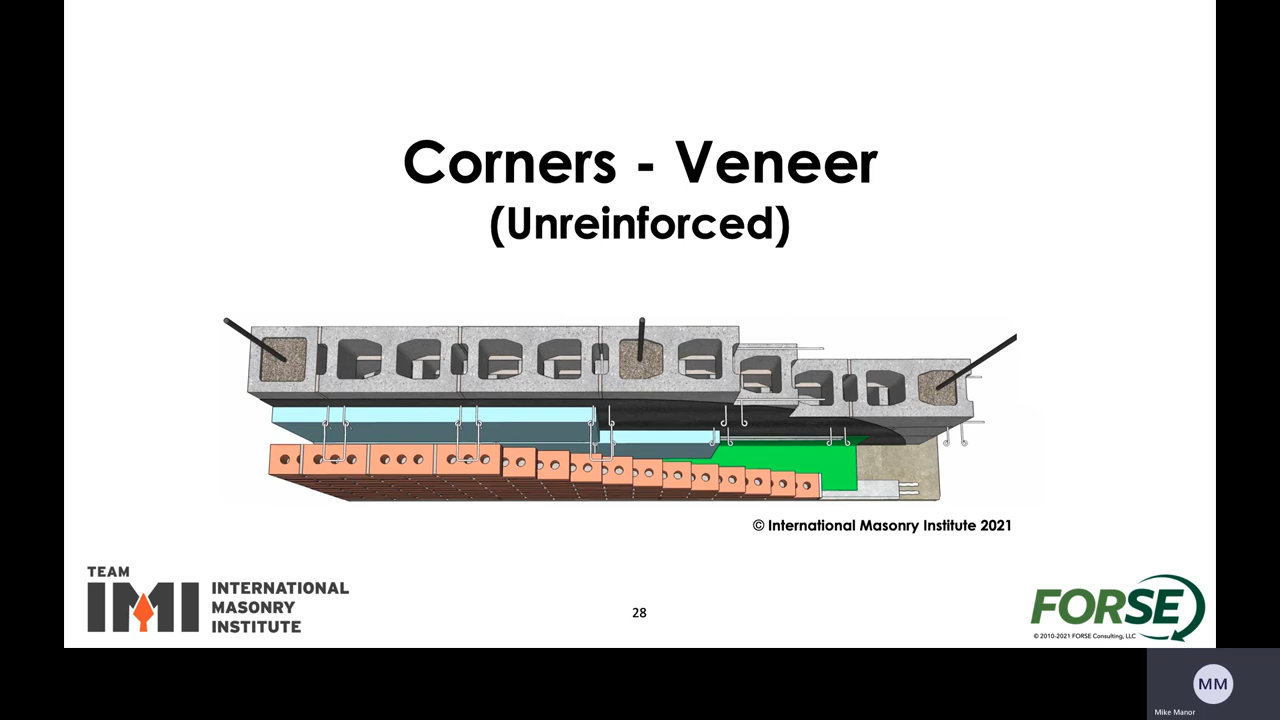 Corners - Veneer
(Unreinforced)
© International Masonry Institute 2021
TEAM
IMI
INTERNATIONAL
MASONRY
INSTITUTE
28
FORSE
© 2010-2021 FORSE Consulting, LLC
MM
Mike Manor